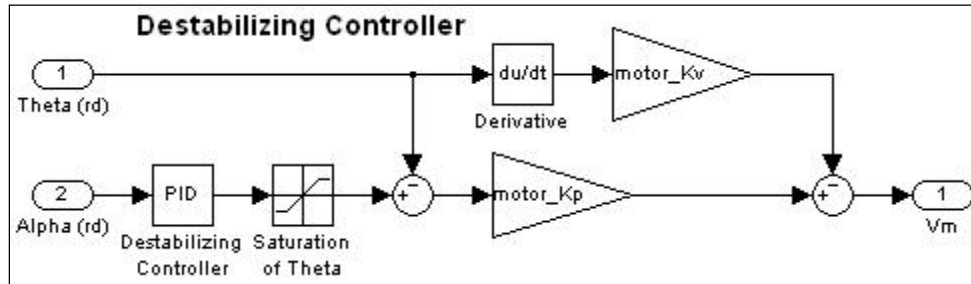 Destabilizing Controller
1
Theta (rd)
du/dt
Derivative
motor_Kv
−
+
2
Alpha (rd)
PID
Destabilizing
Controller
Saturation
of Theta
motor_Kp
−
+
1
Vm